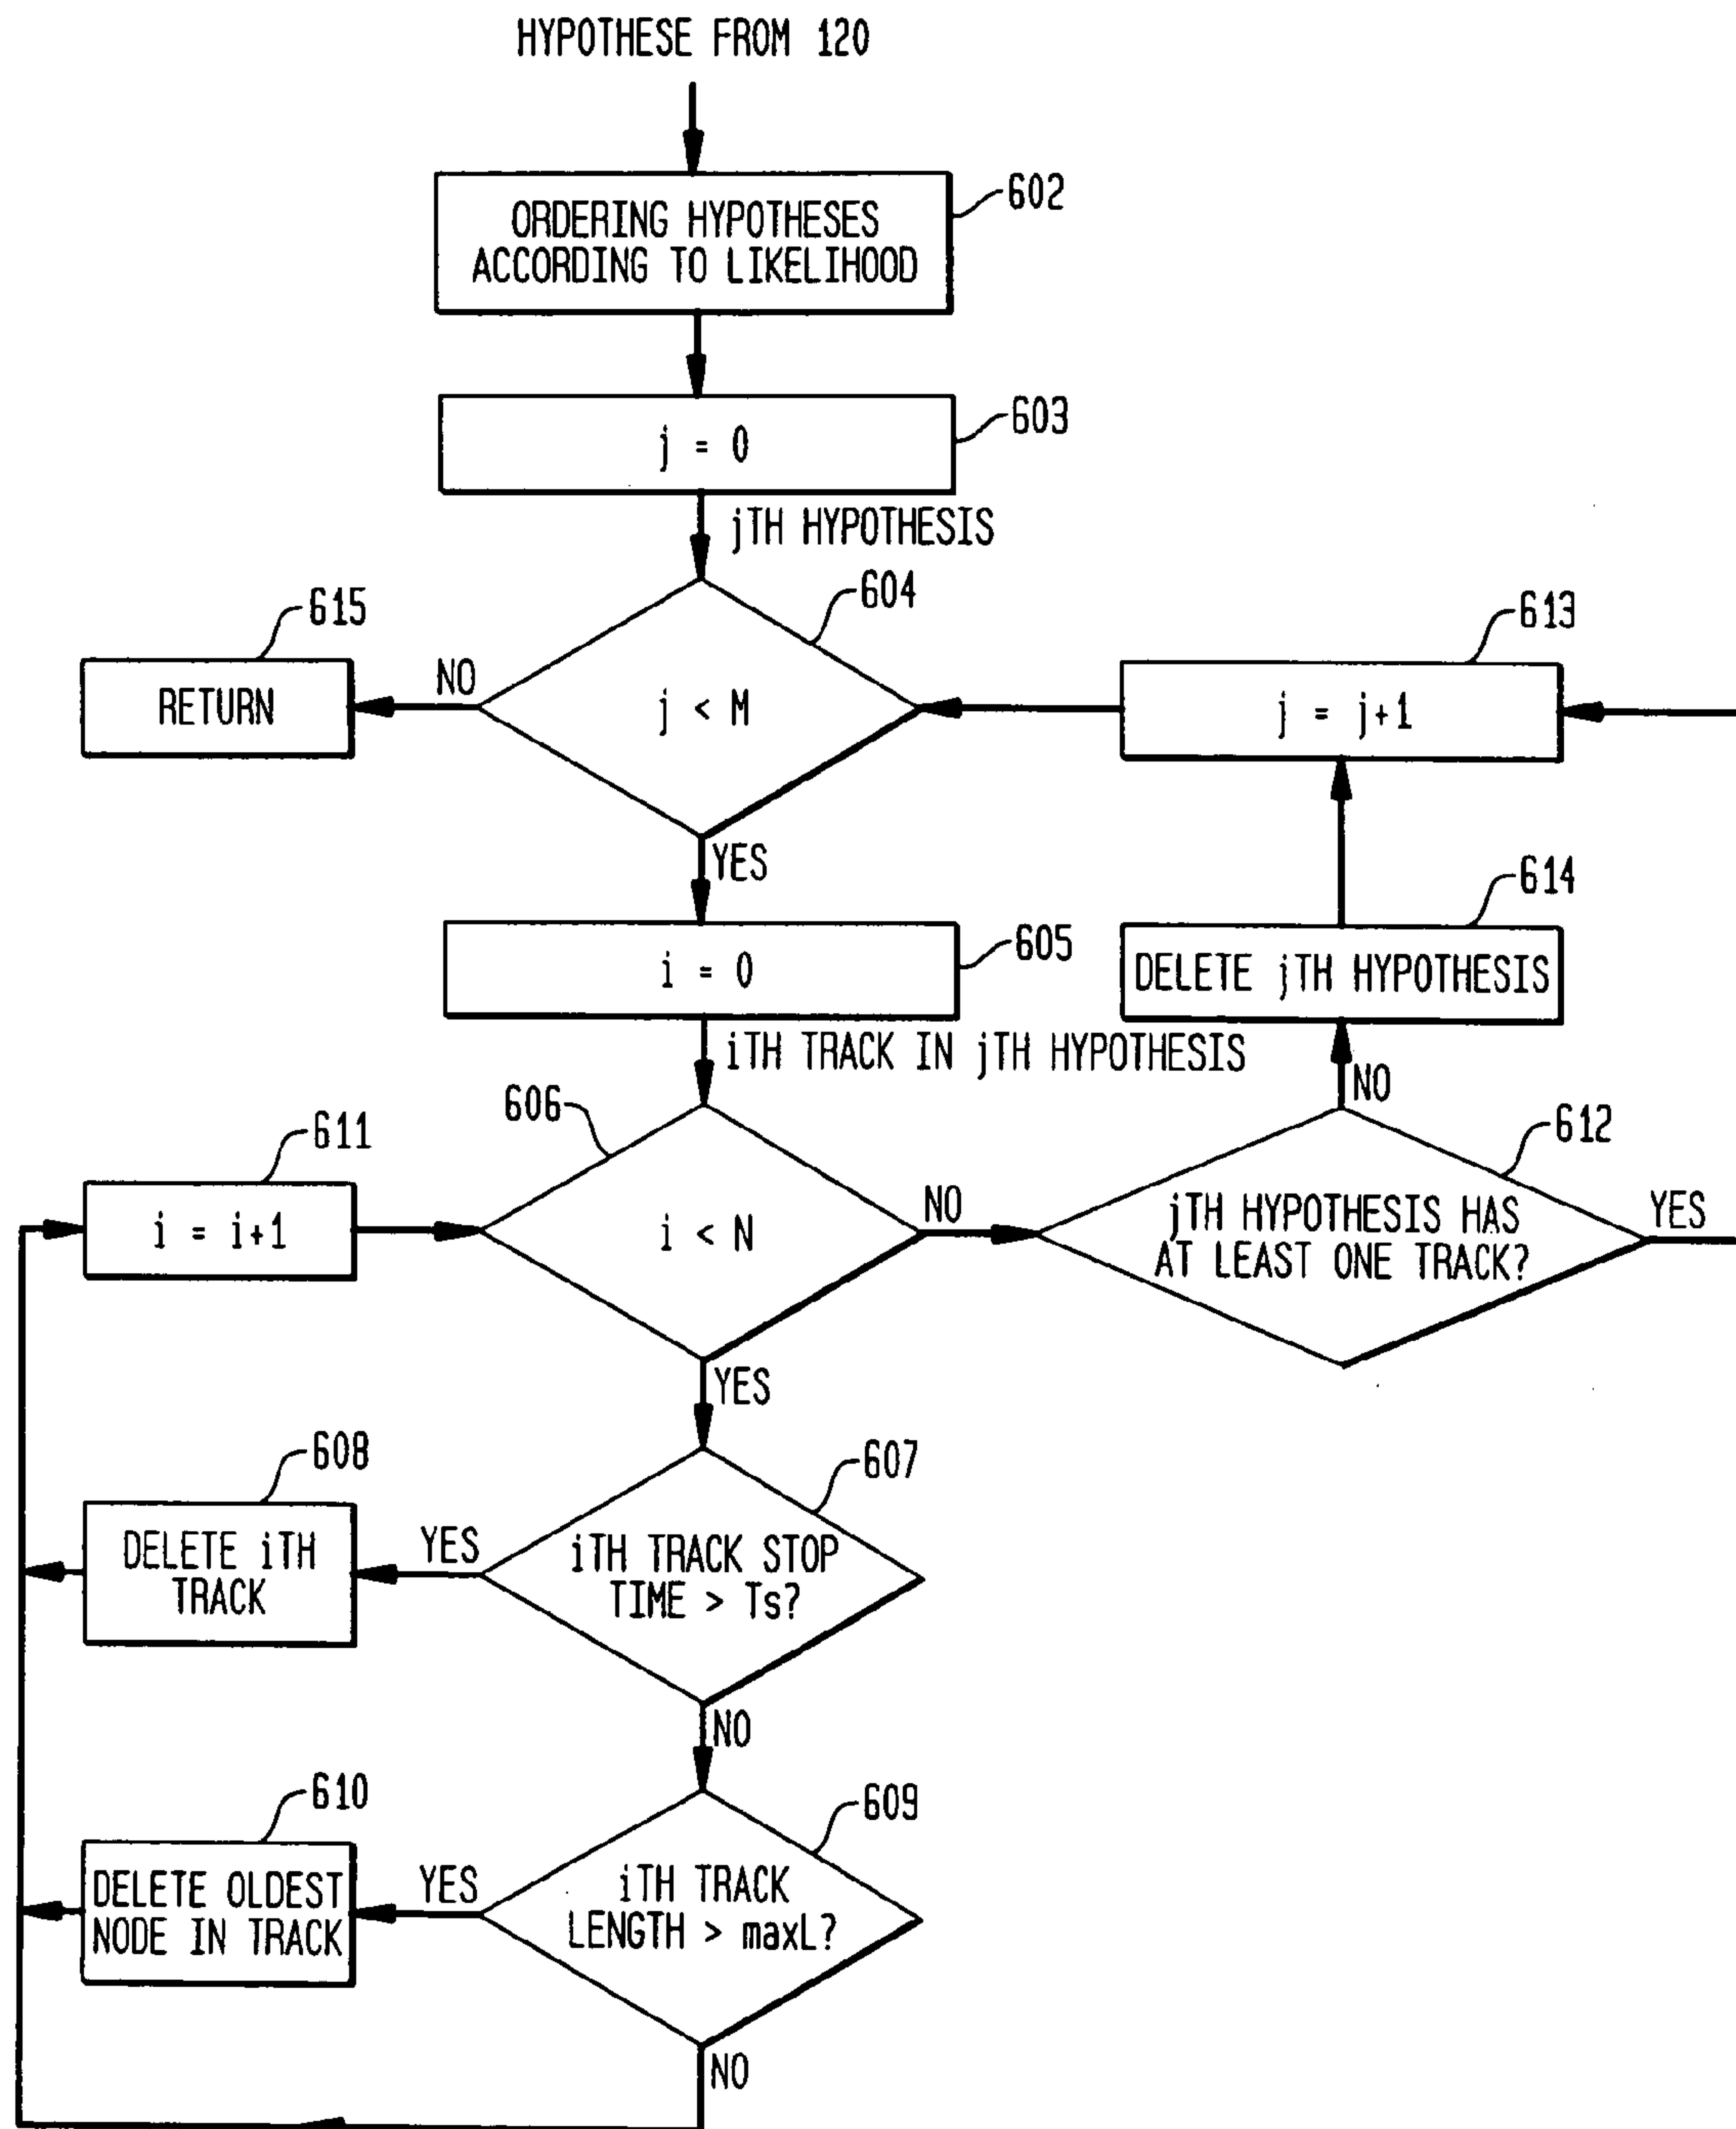 HYPOTHESE FROM 120
ORDERING HYPOTHESES
ACCORDING TO LIKELIHOOD
602
j = 0
603
jTH HYPOTHESIS
604
615
613
RETURN
NO
j < M
j = j+1
YES
614
605
i = 0
DELETE jTH HYPOTHESIS
iTH TRACK IN jTH HYPOTHESIS
NO
606
611
612
i = i+1
i < N
NO
jTH HYPOTHESIS HAS
AT LEAST ONE TRACK?
YES
YES
608
607
DELETE iTH
TRACK
YES
iTH TRACK STOP
TIME > Ts?
NO
610
609
DELETE OLDEST
NODE IN TRACK
YES
iTH TRACK
LENGTH > maxL?
NO